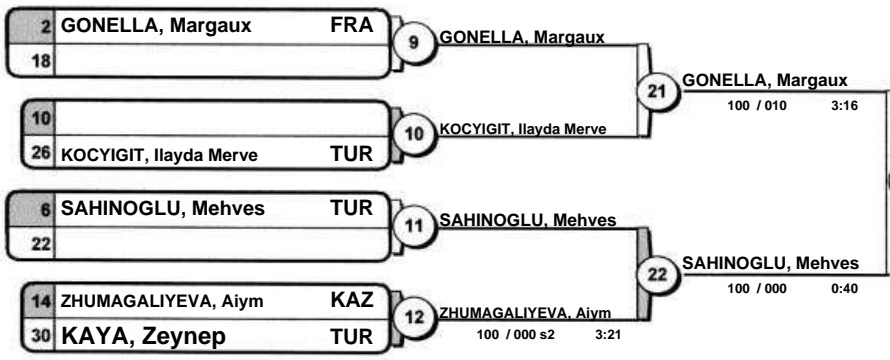 2 GONELLA, Margaux FRA
18
9
GONELLA, Margaux
10
26 KOCYIGIT, Ilayda Merve TUR
10
KOCYIGIT, Ilayda Merve
21
GONELLA, Margaux
100 / 010 3:16
6 SAHINOGLU, Mehves TUR
22
11
SAHINOGLU, Mehves
14 ZHUMAGALIYEVA, Aiym KAZ
30 KAYA, Zeynep TUR
12
ZHUMAGALIYEVA, Aiym
100 / 000 s2 3:21
22
SAHINOGLU, Mehves
100 / 000 0:40